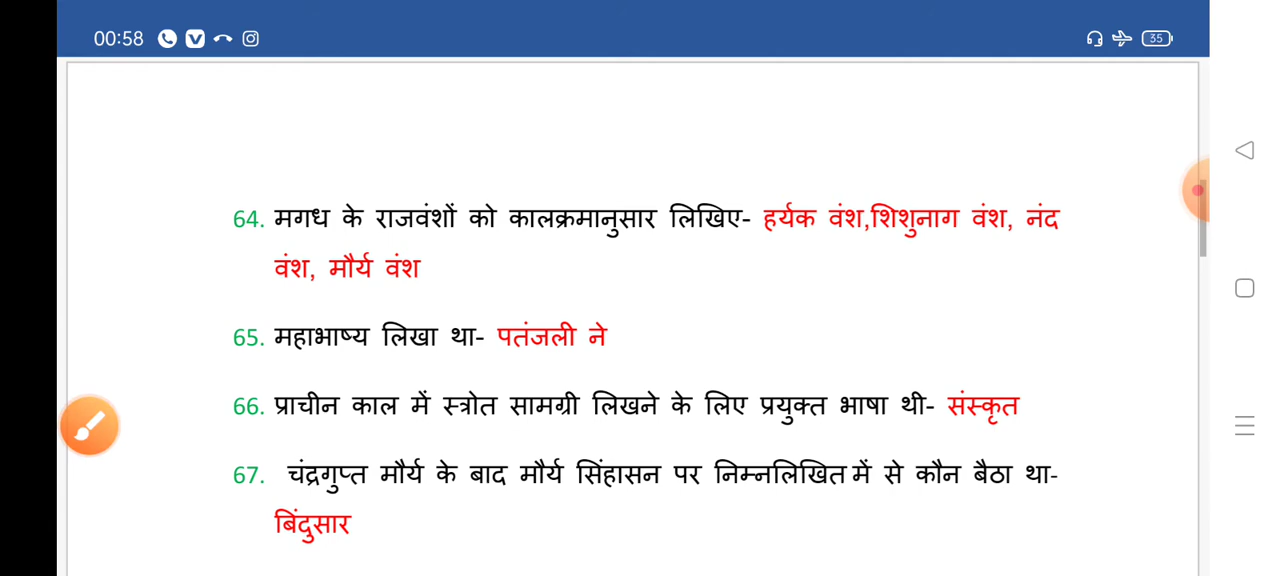 00:58
35
64. मगध के राजवंशों को कालक्रमानुसार लिखिए- हर्यक वंश,शिशुनाग वंश, नंद
वंश, मौर्य वंश
65. महाभाष्य लिखा था- पतंजली ने
66. प्राचीन काल में स्त्रोत सामग्री लिखने के लिए प्रयुक्त भाषा थी- संस्कृत
67. चंद्रगुप्त मौर्य के बाद मौर्य सिंहासन पर निम्नलिखित में से कौन बैठा था-
बिंदुसार